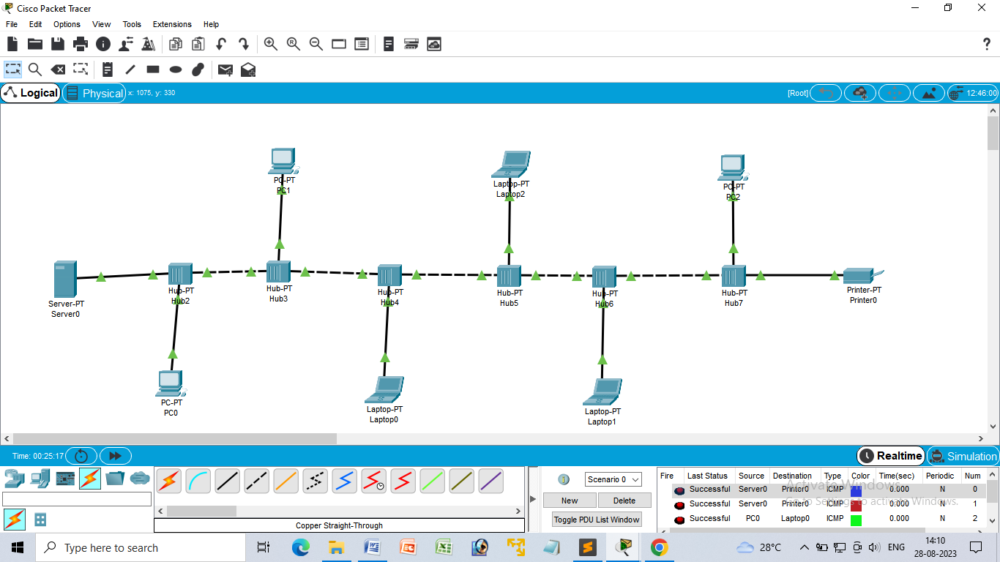 Cisco Packet Tracer
File Edit Options View Tools Extensions Help
?
Logical Physical x: 1075, y: 330 [Root] 12:46:00
PC-PT
PC1
Laptop-PT
Laptop2
PC-PT
PC2
Server-PT
Server0
Hub-PT
Hub2
Hub-PT
Hub3
Hub-PT
Hub4
Hub-PT
Hub5
Hub-PT
Hub6
Hub-PT
Hub7
Printer-PT
Printer0
PC-PT
PC0
Laptop-PT
Laptop0
Laptop-PT
Laptop1
Time: 00:25:17 Realtime Simulation
Scenario 0
New Delete
Toggle PDU List Window
Copper Straight-Through
Fire Last Status Source Destination Type Color Time(sec) Periodic Num
Successful Server0 Printer0 ICMP 0.000 N 0
Successful Server0 Printer0 ICMP 0.000 N 1
Successful PC0 Laptop0 ICMP 0.000 N 2
Activate Windows
Go to Settings to activate Windows.
Type here to search
28°C ENG
14:10
28-08-2023